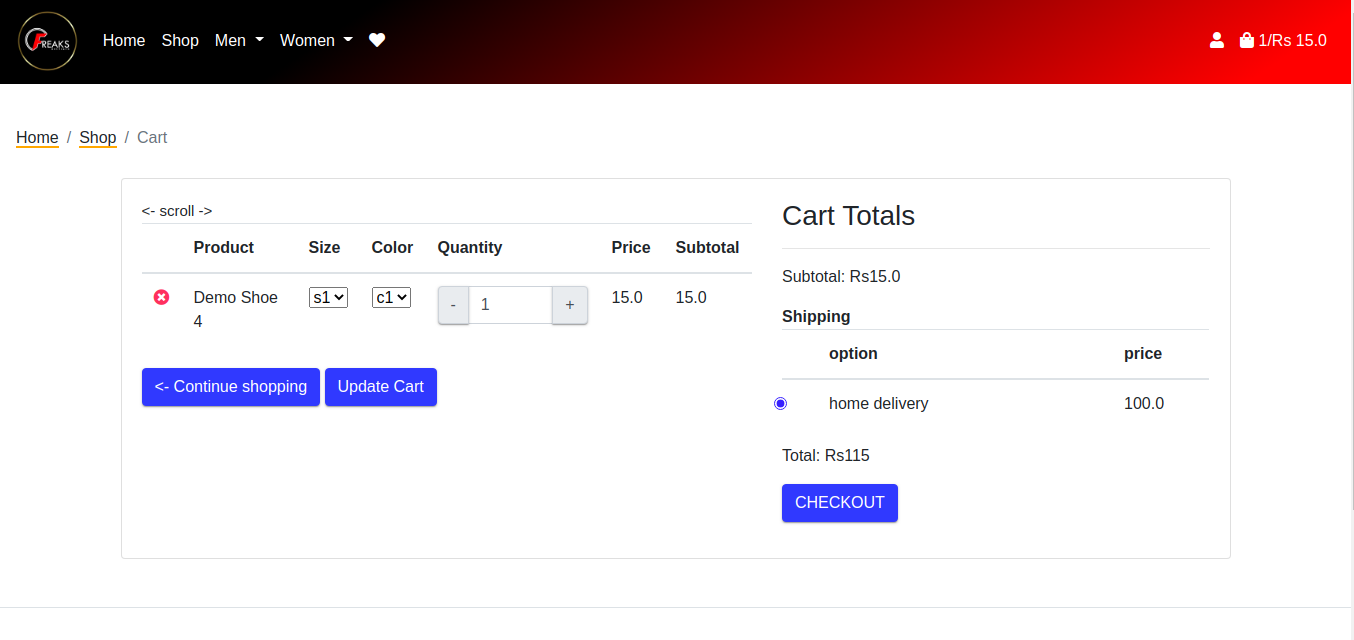 FREAKS
Home Shop Men Women 1/Rs 15.0
Home / Shop / Cart
<- scroll ->
Product Size Color Quantity Price Subtotal
Demo Shoe 4 s1 c1 - 1 + 15.0 15.0
<- Continue shopping Update Cart
Cart Totals
Subtotal: Rs15.0
Shipping
option price
home delivery 100.0
Total: Rs115
CHECKOUT